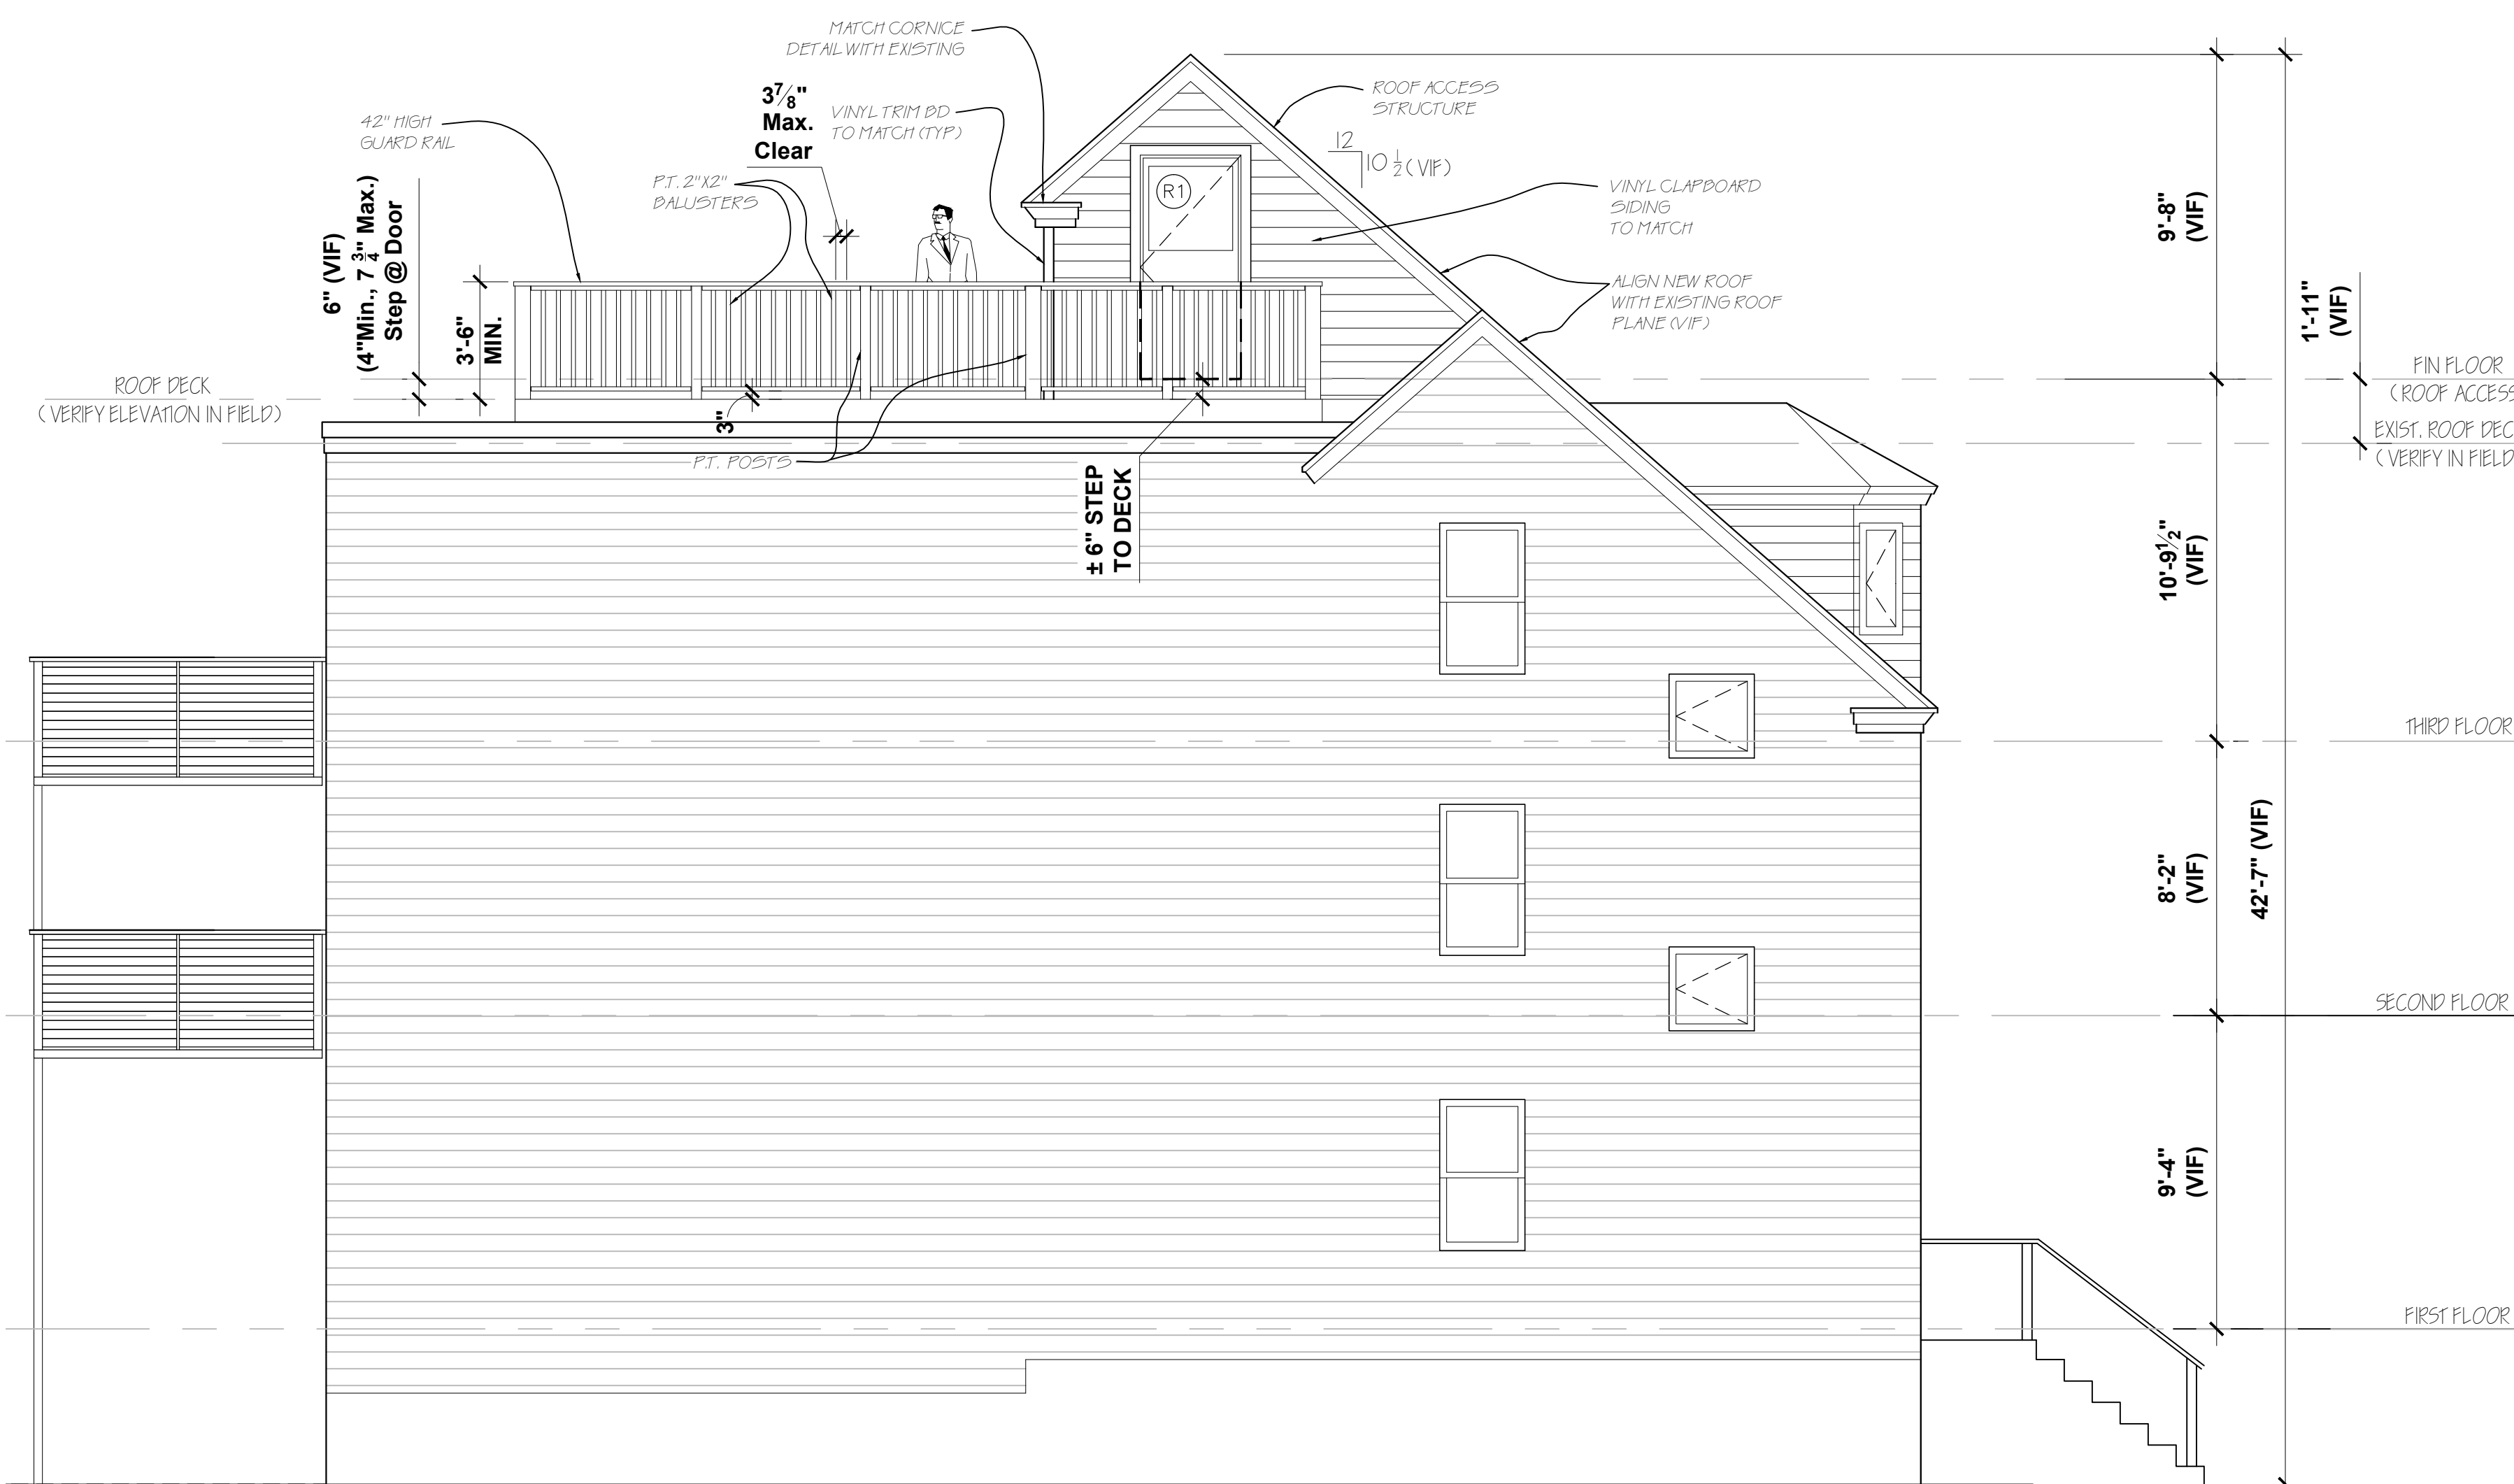 MATCH CORNICE
DETAIL WITH EXISTING
3 7/8"
Max.
Clear
VINYL TRIM BD
TO MATCH (TYP)
ROOF ACCESS
STRUCTURE
12
10 1/2 (VIF)
42" HIGH
GUARD RAIL
P.T. 2"X2"
BALUSTERS
R1
VINYL CLAPBOARD
SIDING
TO MATCH
ALIGN NEW ROOF
WITH EXISTING ROOF
PLANE (VIF)
6" (VIF)
(4"Min., 7 3/4" Max.)
Step @ Door
3'-6"
MIN.
3"
ROOF DECK
(VERIFY ELEVATION IN FIELD)
P.T. POSTS
± 6" STEP
TO DECK
9'-8"
(VIF)
1'-11"
(VIF)
FIN FLOOR
(ROOF ACCESS
EXIST. ROOF DEC
(VERIFY IN FIELD
10'-9 1/2"
(VIF)
THIRD FLOOR
8'-2"
(VIF)
42'-7" (VIF)
SECOND FLOOR
9'-4"
(VIF)
FIRST FLOOR